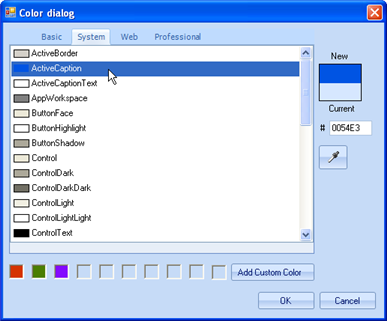 Color dialog
Basic System Web Professional
ActiveBorder
ActiveCaption
ActiveCaptionText
AppWorkspace
ButtonFace
ButtonHighlight
ButtonShadow
Control
ControlDark
ControlDarkDark
ControlLight
ControlLightLight
ControlText
New
Current
# 0054E3
Add Custom Color
OK Cancel